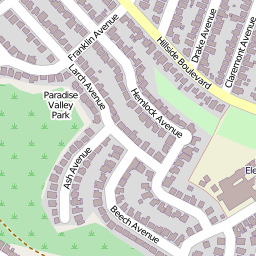 Franklin Avenue
Hillside Boulevard
Drake Avenue
Claremont Avenue
Larch Avenue
Hemlock Avenue
Paradise
Valley
Park
Ash Avenue
Beech Avenue
Ele